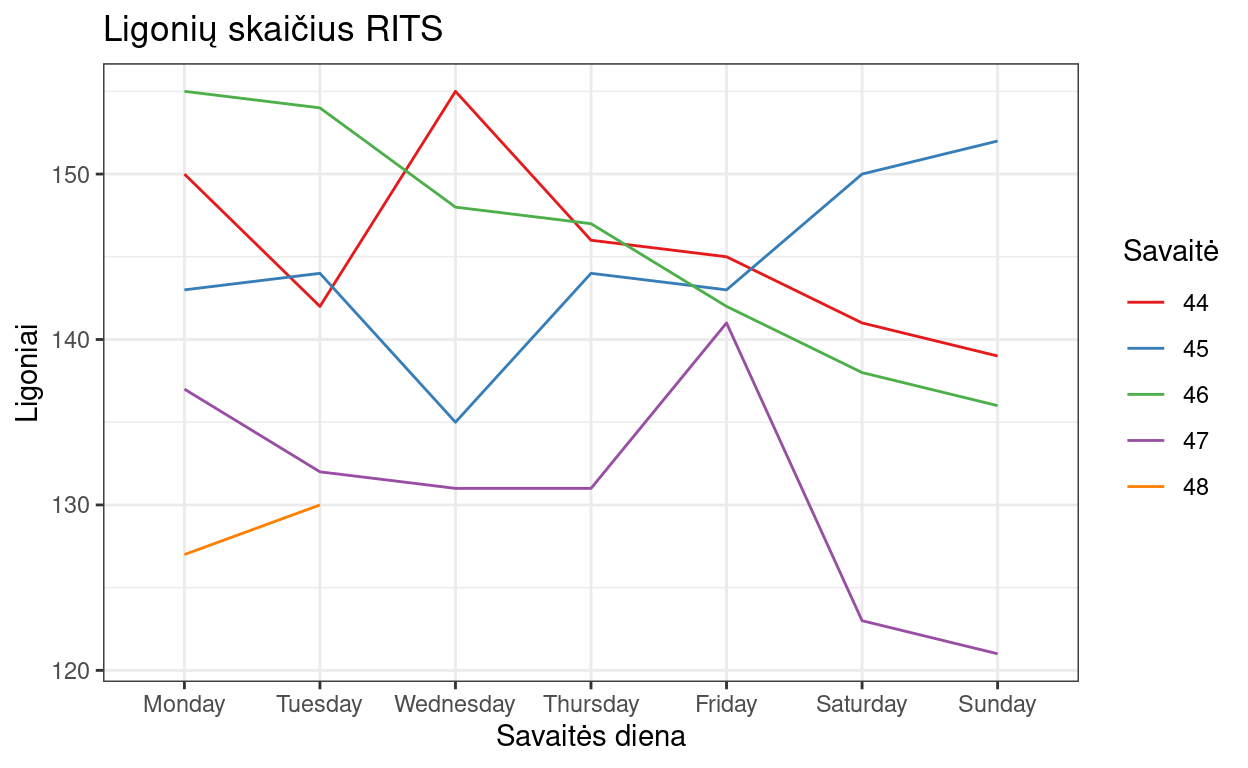 Ligonių skaičius RITS
150
140
130
120
Ligoniai
Monday Tuesday Wednesday Thursday Friday Saturday Sunday
Savaitės diena
Savaitė
44
45
46
47
48